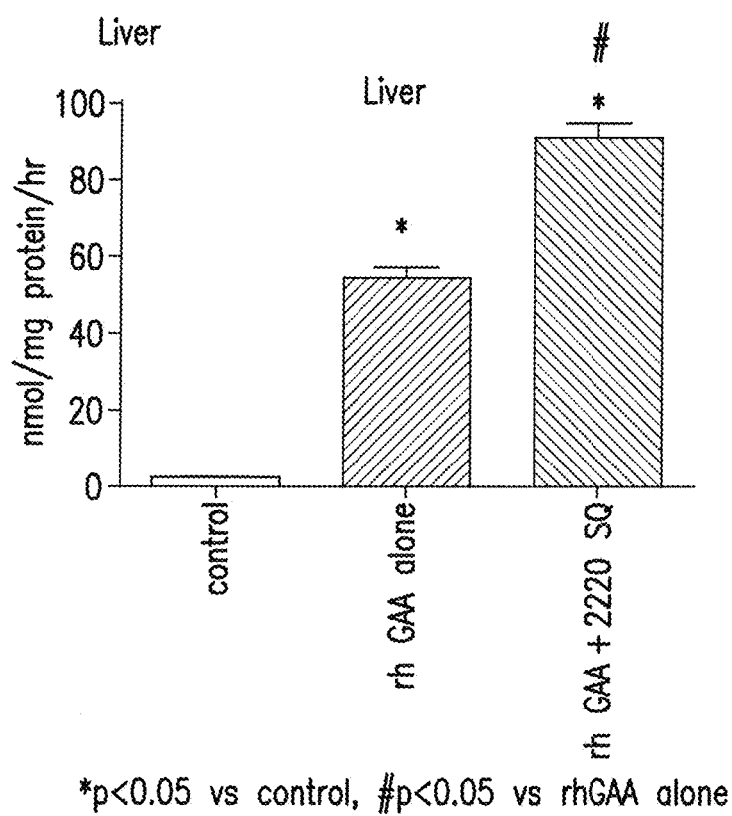 Liver
#
Liver
*
*
nmol/mg protein/hr
100
80
60
40
20
0
control
rh GAA alone
rh GAA+2220 SQ
*p<0.05 vs control, #p<0.05 vs rhGAA alone